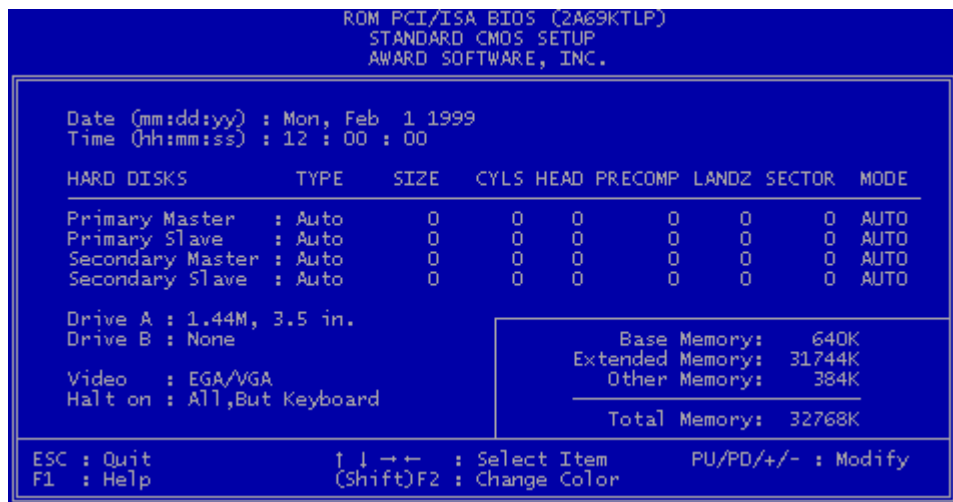 ROM PCI/ISA BIOS (2A69KTLP)
STANDARD CMOS SETUP
AWARD SOFTWARE, INC.
Date (mm:dd:yy) : Mon, Feb 1 1999
Time (hh:mm:ss) : 12 : 00 : 00
HARD DISKS TYPE SIZE CYLS HEAD PRECOMP LANDZ SECTOR MODE
Primary Master : Auto 0 0 0 0 0 0 AUTO
Primary Slave : Auto 0 0 0 0 0 0 AUTO
Secondary Master : Auto 0 0 0 0 0 0 AUTO
Secondary Slave : Auto 0 0 0 0 0 0 AUTO
Drive A : 1.44M, 3.5 in.
Drive B : None
Video : EGA/VGA
Halt on : All,But Keyboard
Base Memory: 640K
Extended Memory: 31744K
Other Memory: 384K
Total Memory: 32768K
ESC : Quit ↑ ↓ → ← : Select Item PU/PD/+/- : Modify
F1 : Help (Shift)F2 : Change Color